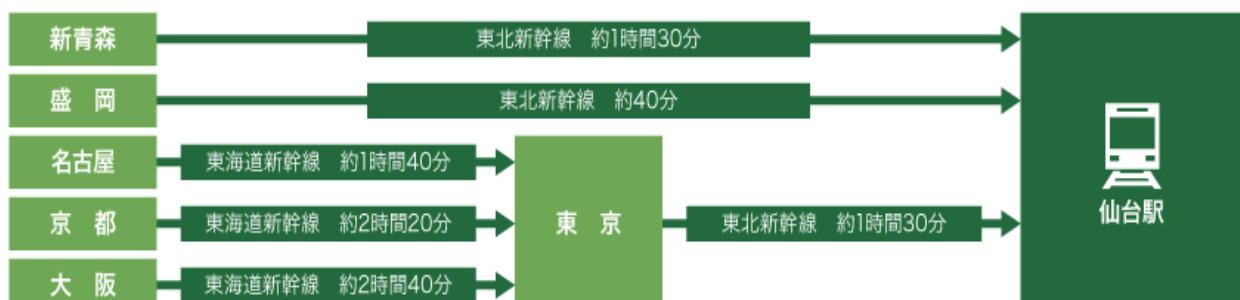 新青森
東北新幹線 約1時間30分
盛 岡
東北新幹線 約40分
名古屋
東海道新幹線 約1時間40分
京 都
東海道新幹線 約2時間20分
大 阪
東海道新幹線 約2時間40分
東 京
東北新幹線 約1時間30分
仙台駅